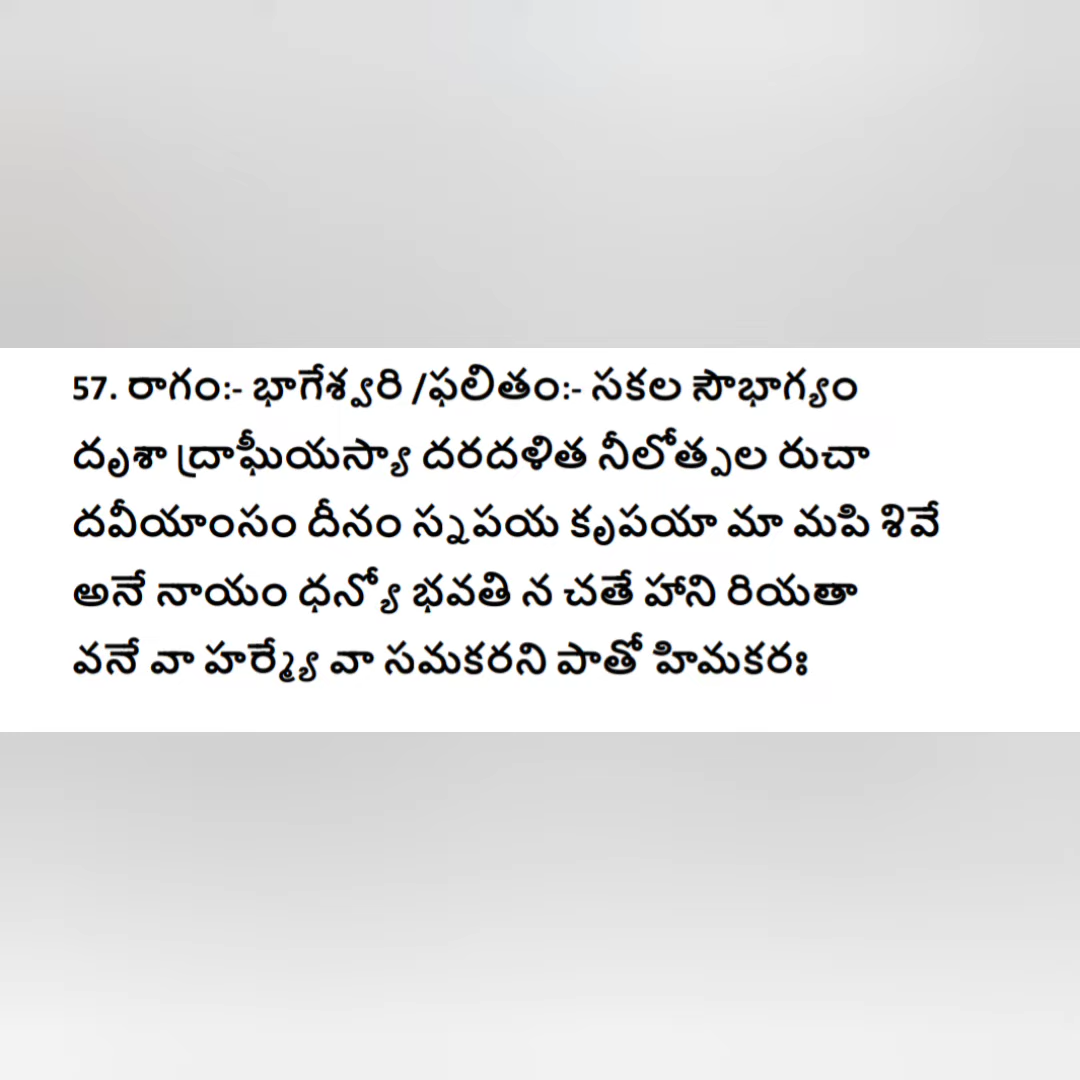 57. రాగం:- భాగేశ్వరి /ఫలితం:- సకల సౌభాగ్యం
దృశా ద్రాఘీయస్యా దరదళిత నీలోత్పల రుచా
దవీయాంసం దీనం స్నపయ కృపయా మా మపి శివే
అనే నాయం ధన్యో భవతి న చతే హాని రియతా
వనే వా హర్మ్యే వా సమకరని పాతో హిమకరః